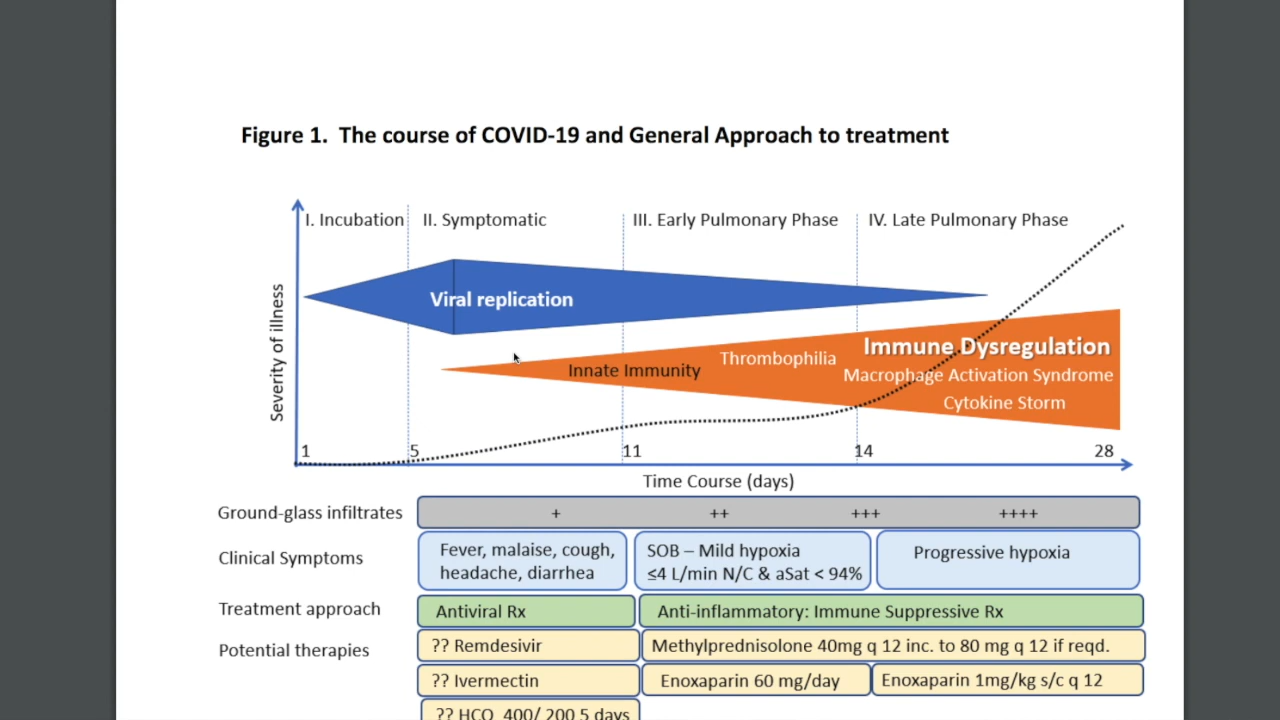 Figure 1.  The course of COVID-19 and General Approach to treatment
I. Incubation
II. Symptomatic
III. Early Pulmonary Phase
IV. Late Pulmonary Phase
Severity of illness
Viral replication
Innate Immunity
Thrombophilia
Immune Dysregulation
Macrophage Activation Syndrome
Cytokine Storm
1
5
11
14
28
Time Course (days)
Ground-glass infiltrates
+
++
+++
++++
Clinical Symptoms
Fever, malaise, cough,
headache, diarrhea
SOB – Mild hypoxia
≤4 L/min N/C & aSat < 94%
Progressive hypoxia
Treatment approach
Antiviral Rx
Anti-inflammatory: Immune Suppressive Rx
Potential therapies
?? Remdesivir
Methylprednisolone 40mg q 12 inc. to 80 mg q 12 if reqd.
?? Ivermectin
Enoxaparin 60 mg/day
Enoxaparin 1mg/kg s/c q 12
?? HCQ 400/ 200 5 days